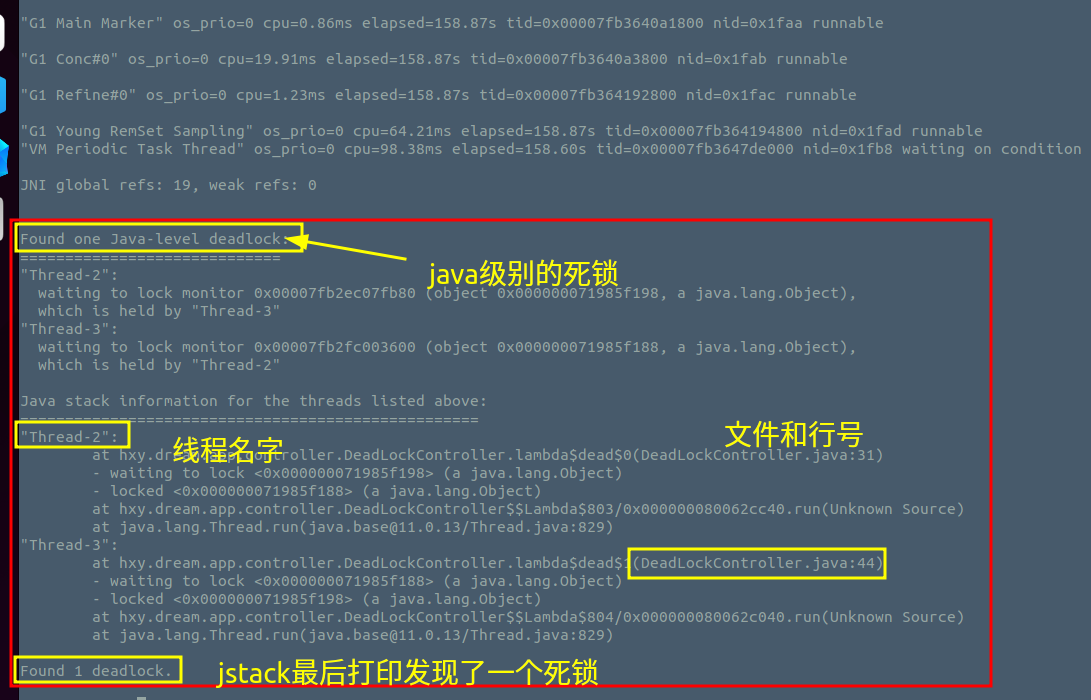 "G1 Main Marker" os_prio=0 cpu=0.86ms elapsed=158.87s tid=0x00007fb3640a1800 nid=0x1faa runnable
"G1 Conc#0" os_prio=0 cpu=19.91ms elapsed=158.87s tid=0x00007fb3640a3800 nid=0x1fab runnable
"G1 Refine#0" os_prio=0 cpu=1.23ms elapsed=158.87s tid=0x00007fb364192800 nid=0x1fac runnable
"G1 Young RemSet Sampling" os_prio=0 cpu=64.21ms elapsed=158.87s tid=0x00007fb364194800 nid=0x1fad runnable
"VM Periodic Task Thread" os_prio=0 cpu=98.38ms elapsed=158.60s tid=0x00007fb3647de000 nid=0x1fb8 waiting on condition
JNI global refs: 19, weak refs: 0
Found one Java-level deadlock:
=============================
java级别的死锁
"Thread-2":
  waiting to lock monitor 0x00007fb2ec07fb80 (object 0x000000071985f198, a java.lang.Object),
  which is held by "Thread-3"
"Thread-3":
  waiting to lock monitor 0x00007fb2fc003600 (object 0x000000071985f188, a java.lang.Object),
  which is held by "Thread-2"
Java stack information for the threads listed above:
===================================================
"Thread-2":
线程名字
文件和行号
        at hxy.dream.app.controller.DeadLockController.lambda$dead$0(DeadLockController.java:31)
        - waiting to lock <0x000000071985f198> (a java.lang.Object)
        - locked <0x000000071985f188> (a java.lang.Object)
        at hxy.dream.app.controller.DeadLockController$$Lambda$803/0x000000080062cc40.run(Unknown Source)
        at java.lang.Thread.run(java.base@11.0.13/Thread.java:829)
"Thread-3":
        at hxy.dream.app.controller.DeadLockController.lambda$dead$1(DeadLockController.java:44)
        - waiting to lock <0x000000071985f188> (a java.lang.Object)
        - locked <0x000000071985f198> (a java.lang.Object)
        at hxy.dream.app.controller.DeadLockController$$Lambda$804/0x000000080062c040.run(Unknown Source)
        at java.lang.Thread.run(java.base@11.0.13/Thread.java:829)
Found 1 deadlock.
jstack最后打印发现了一个死锁